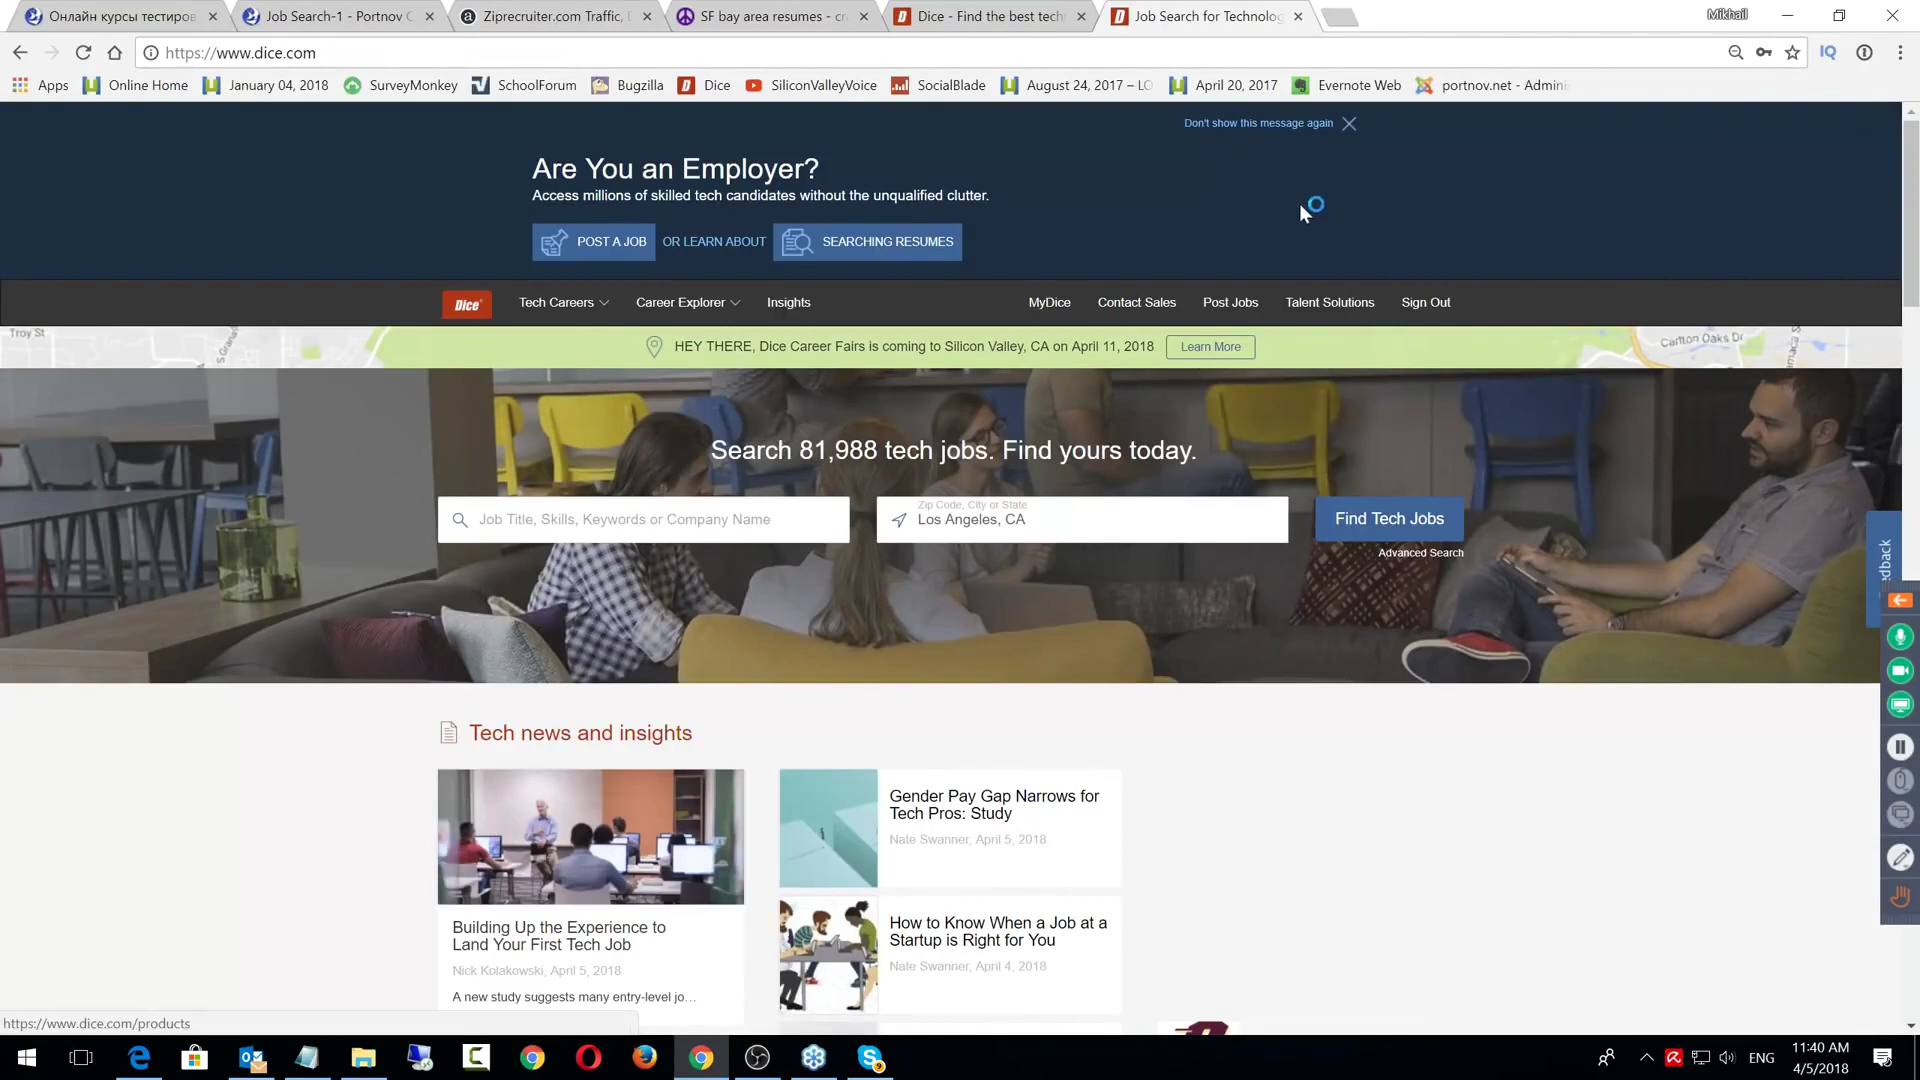 Онлайн курсы тестиров
Job Search-1 - Portnov C
Ziprecruiter.com Traffic, D
SF bay area resumes - cr
Dice - Find the best tech
Job Search for Technolog
Mikhail
https://www.dice.com
Apps
Online Home
January 04, 2018
SurveyMonkey
SchoolForum
Bugzilla
Dice
SiliconValleyVoice
SocialBlade
August 24, 2017 – LO
April 20, 2017
Evernote Web
portnov.net - Admini
Don't show this message again
Are You an Employer?
Access millions of skilled tech candidates without the unqualified clutter.
POST A JOB
OR LEARN ABOUT
SEARCHING RESUMES
Dice
Tech Careers
Career Explorer
Insights
MyDice
Contact Sales
Post Jobs
Talent Solutions
Sign Out
Troy St
HEY THERE, Dice Career Fairs is coming to Silicon Valley, CA on April 11, 2018
Learn More
Carlton Oaks Dr
Search 81,988 tech jobs. Find yours today.
Job Title, Skills, Keywords or Company Name
Zip Code, City or State
Los Angeles, CA
Find Tech Jobs
Advanced Search
edback
Tech news and insights
Building Up the Experience to
Land Your First Tech Job
Nick Kolakowski, April 5, 2018
A new study suggests many entry-level jo…
Gender Pay Gap Narrows for
Tech Pros: Study
Nate Swanner, April 5, 2018
How to Know When a Job at a
Startup is Right for You
Nate Swanner, April 4, 2018
https://www.dice.com/products
ENG
11:40 AM
4/5/2018